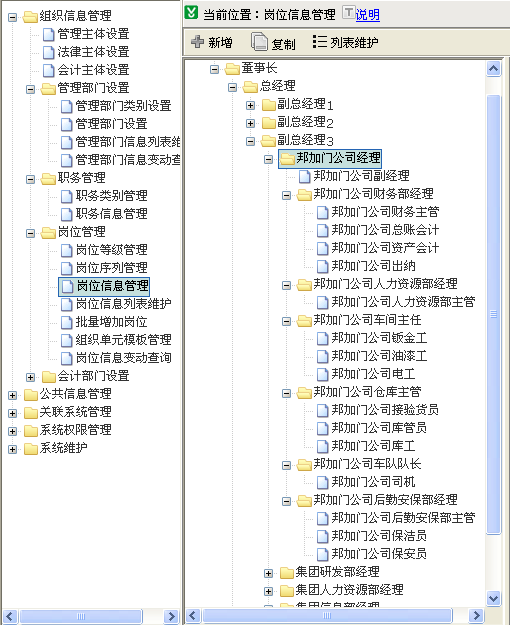 组织信息管理
管理主体设置
法律主体设置
会计主体设置
管理部门设置
管理部门类别设置
管理部门设置
管理部门信息列表维
管理部门信息变动查
职务管理
职务类别管理
职务信息管理
岗位管理
岗位等级管理
岗位序列管理
岗位信息管理
岗位信息列表维护
批量增加岗位
组织单元模板管理
岗位信息变动查询
会计部门设置
公共信息管理
关联系统管理
系统权限管理
系统维护
当前位置：岗位信息管理 说明
新增 复制 列表维护
董事长
总经理
副总经理1
副总经理2
副总经理3
邦加门公司经理
邦加门公司副经理
邦加门公司财务部经理
邦加门公司财务主管
邦加门公司总账会计
邦加门公司资产会计
邦加门公司出纳
邦加门公司人力资源部经理
邦加门公司人力资源部主管
邦加门公司车间主任
邦加门公司钣金工
邦加门公司油漆工
邦加门公司电工
邦加门公司仓库主管
邦加门公司接验货员
邦加门公司库管员
邦加门公司库工
邦加门公司车队队长
邦加门公司司机
邦加门公司后勤安保部经理
邦加门公司后勤安保部主管
邦加门公司保洁员
邦加门公司保安员
集团研发部经理
集团人力资源部经理
集团信息部经理